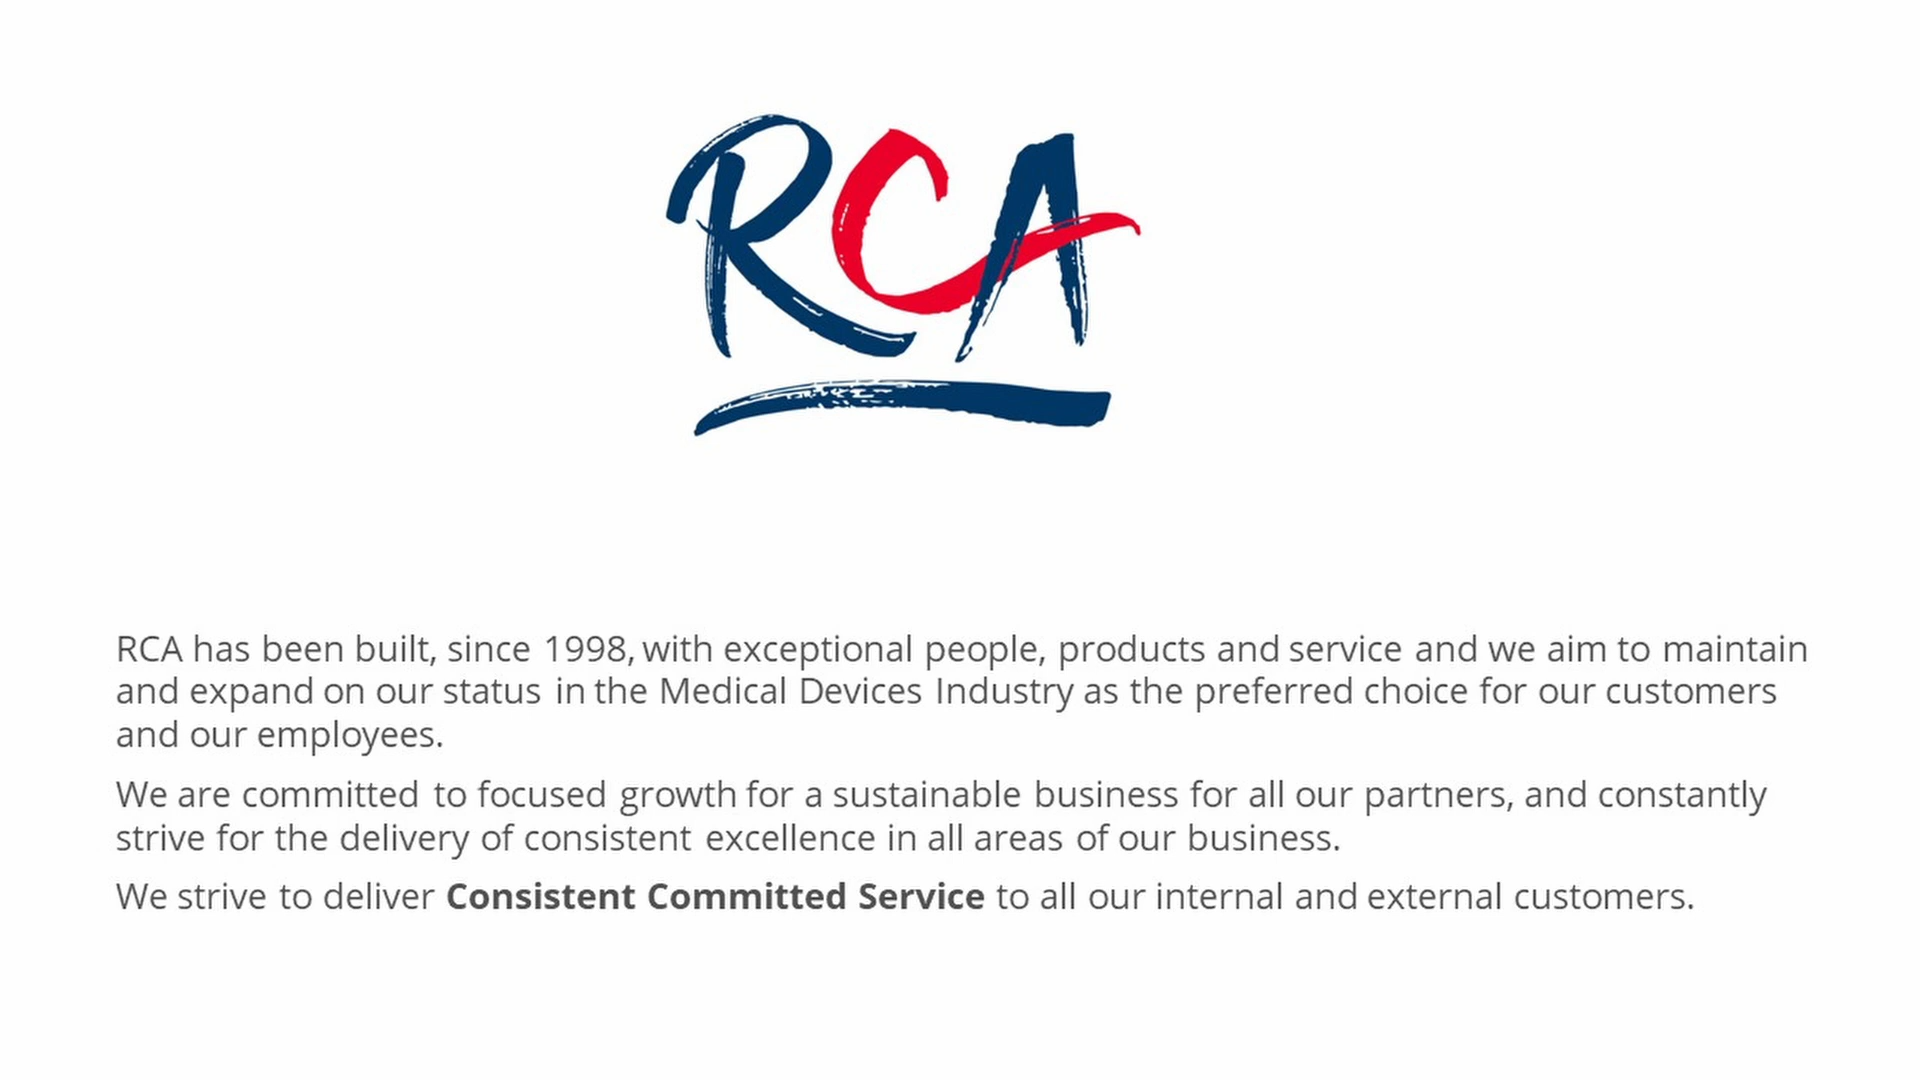 RCA
RCA has been built, since 1998, with exceptional people, products and service and we aim to maintain
and expand on our status in the Medical Devices Industry as the preferred choice for our customers
and our employees.
We are committed to focused growth for a sustainable business for all our partners, and constantly
strive for the delivery of consistent excellence in all areas of our business.
We strive to deliver Consistent Committed Service to all our internal and external customers.